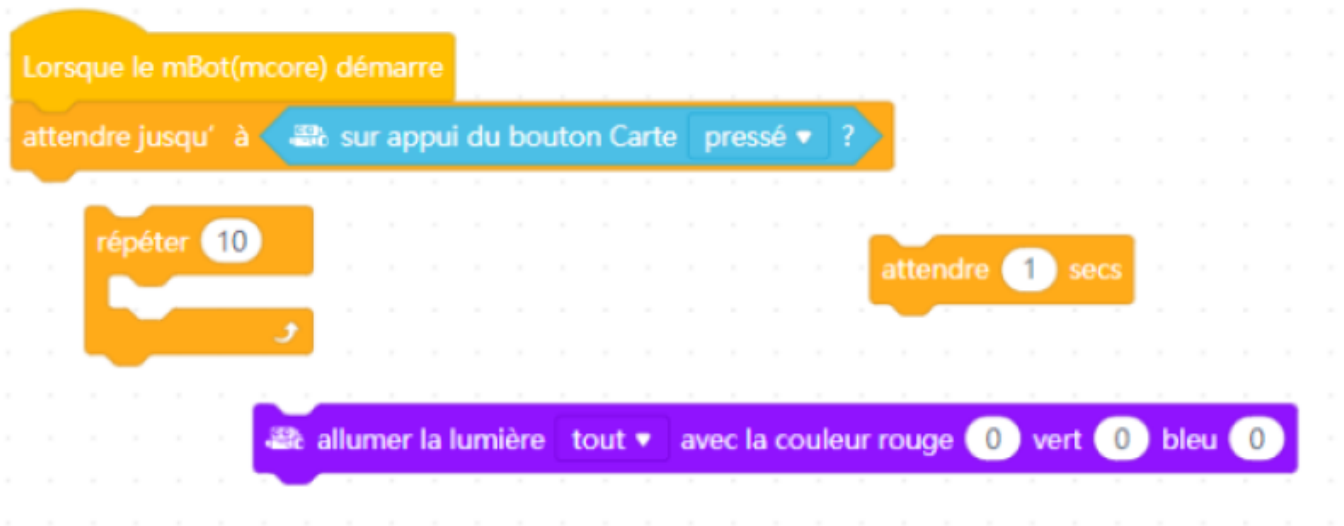 Lorsque le mBot(mcore) démarre
attendre jusqu’ à sur appui du bouton Carte pressé ▾ ?
répéter 10
attendre 1 secs
allumer la lumière tout ▾ avec la couleur rouge 0 vert 0 bleu 0